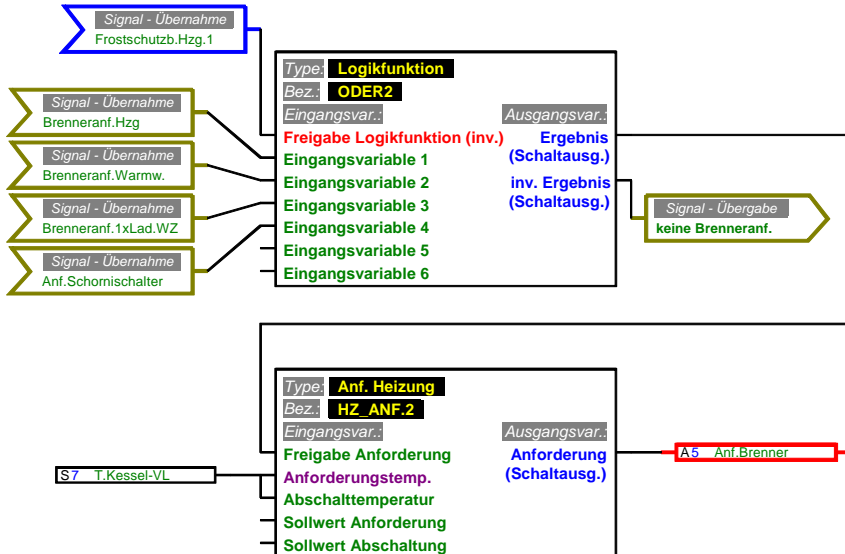 Signal - Übernahme
Frostschutzb.Hzg.1
Signal - Übernahme
Brenneranf.Hzg
Signal - Übernahme
Brenneranf.Warmw.
Signal - Übernahme
Brenneranf.1xLad.WZ
Signal - Übernahme
Anf.Schornischalter
Type: Logikfunktion
Bez.: ODER2
Eingangsvar.: Ausgangsvar.:
Freigabe Logikfunktion (inv.) Ergebnis
Eingangsvariable 1 (Schaltausg.)
Eingangsvariable 2 inv. Ergebnis
Eingangsvariable 3 (Schaltausg.)
Eingangsvariable 4
Eingangsvariable 5
Eingangsvariable 6
Signal - Übergabe
keine Brenneranf.
Type: Anf. Heizung
Bez.: HZ_ANF.2
Eingangsvar.: Ausgangsvar.:
Freigabe Anforderung Anforderung
Anforderungstemp. (Schaltausg.)
Abschalttemperatur
Sollwert Anforderung
Sollwert Abschaltung
S7 T.Kessel-VL
A5 Anf.Brenner